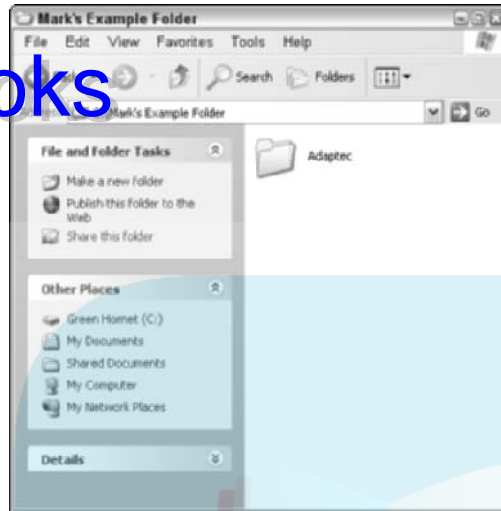 Mark's Example Folder
File Edit View Favorites Tools Help
oks
Search Folders
Mark's Example Folder Go
File and Folder Tasks
Adaptec
Make a new folder
Publish this folder to the
Web
Share this folder
Other Places
Green Hornet (C:)
My Documents
Shared Documents
My Computer
My Network Places
Details